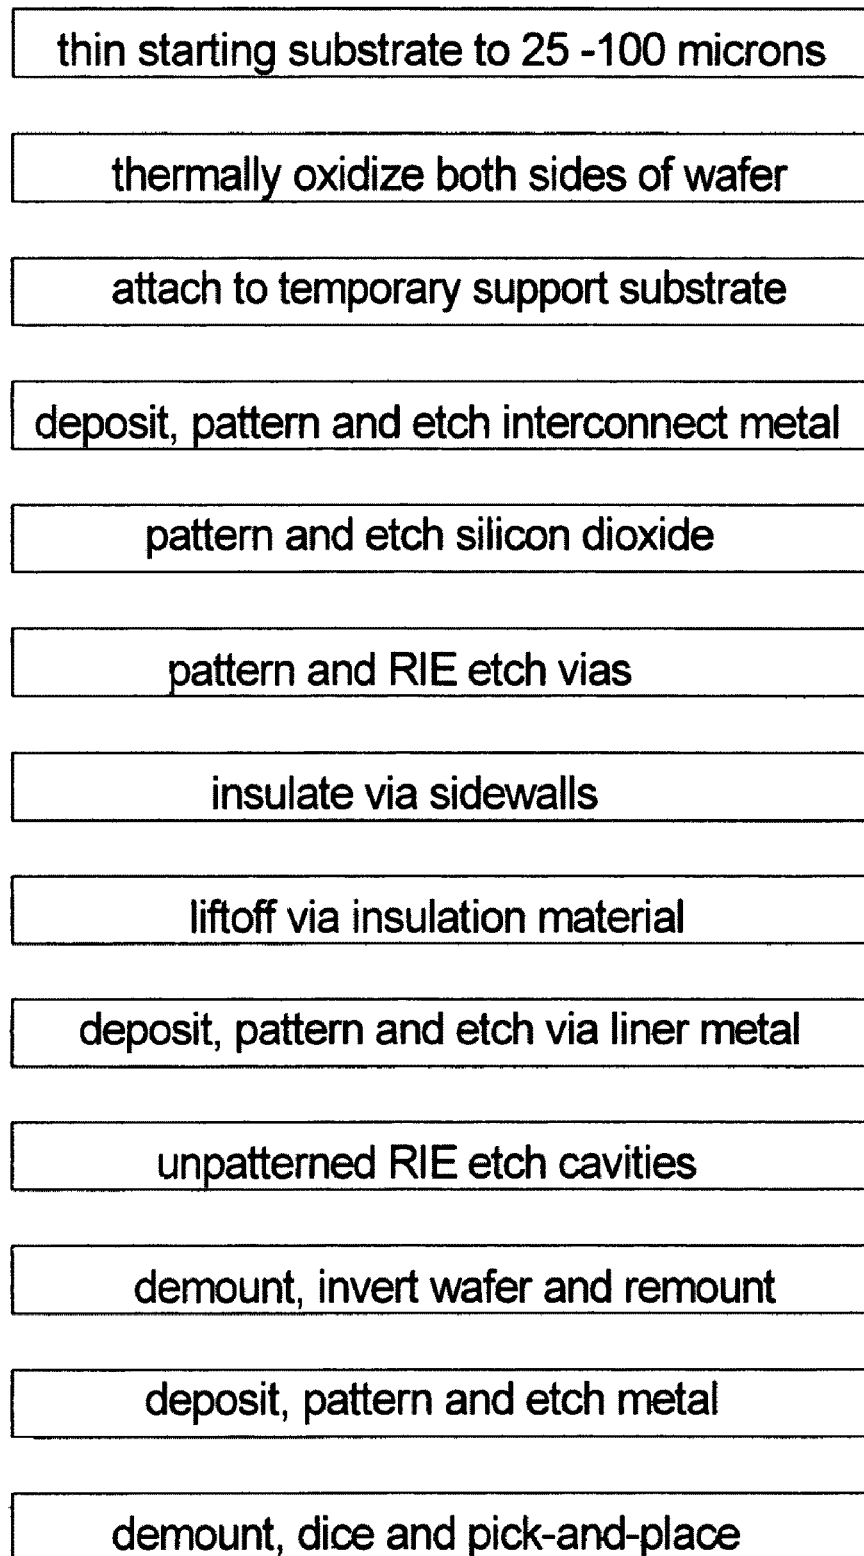 thin starting substrate to 25 -100 microns
thermally oxidize both sides of wafer
attach to temporary support substrate
deposit, pattern and etch interconnect metal
pattern and etch silicon dioxide
pattern and RIE etch vias
insulate via sidewalls
liftoff via insulation material
deposit, pattern and etch via liner metal
unpatterned RIE etch cavities
demount, invert wafer and remount
deposit, pattern and etch metal
demount, dice and pick-and-place